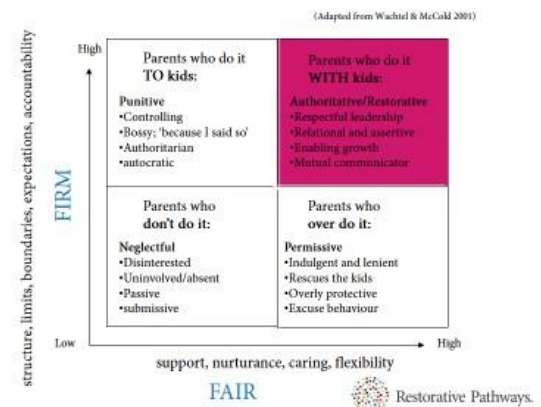 (Adapted from Wachtel & McCold 2001)
structure, limits, boundaries, expectations, accountability
FIRM
High
Parents who do it
TO kids:
Punitive
•Controlling
•Bossy; 'because I said so'
•Authoritarian
•autocratic
Parents who do it
WITH kids:
Authoritative/Restorative
•Respectful leadership
•Relational and assertive
•Enabling growth
•Mutual communicator
Parents who
don't do it:
Neglectful
•Disinterested
•Uninvolved/absent
•Passive
•submissive
Parents who
over do it:
Permissive
•Indulgent and lenient
•Rescues the kids
•Overly protective
•Excuse behaviour
Low
High
support, nurturance, caring, flexibility
FAIR
Restorative Pathways.